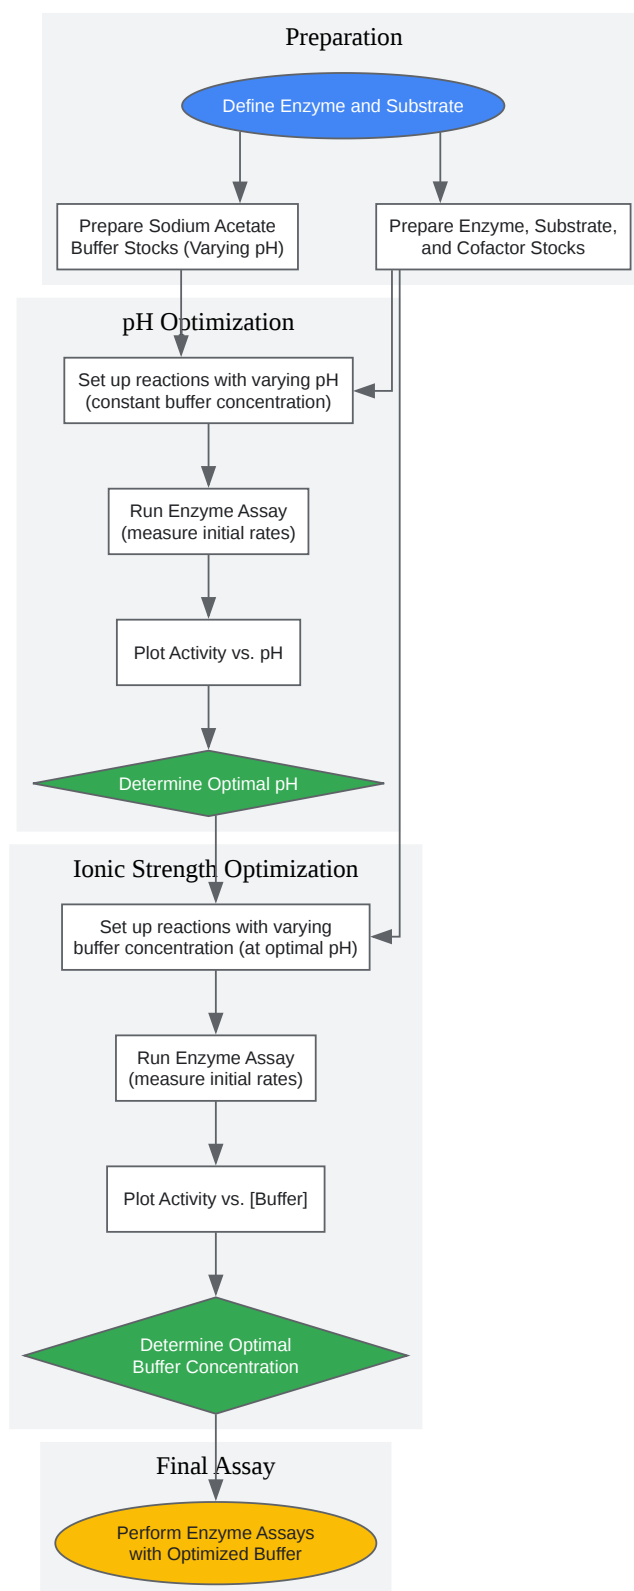 Preparation
Define Enzyme and Substrate
Prepare Sodium Acetate
Buffer Stocks (Varying pH)
Prepare Enzyme, Substrate,
and Cofactor Stocks
pH Optimization
Set up reactions with varying pH
(constant buffer concentration)
Run Enzyme Assay
(measure initial rates)
Plot Activity vs. pH
Determine Optimal pH
Ionic Strength Optimization
Set up reactions with varying
buffer concentration (at optimal pH)
Run Enzyme Assay
(measure initial rates)
Plot Activity vs. [Buffer]
Determine Optimal
Buffer Concentration
Final Assay
Perform Enzyme Assays
with Optimized Buffer